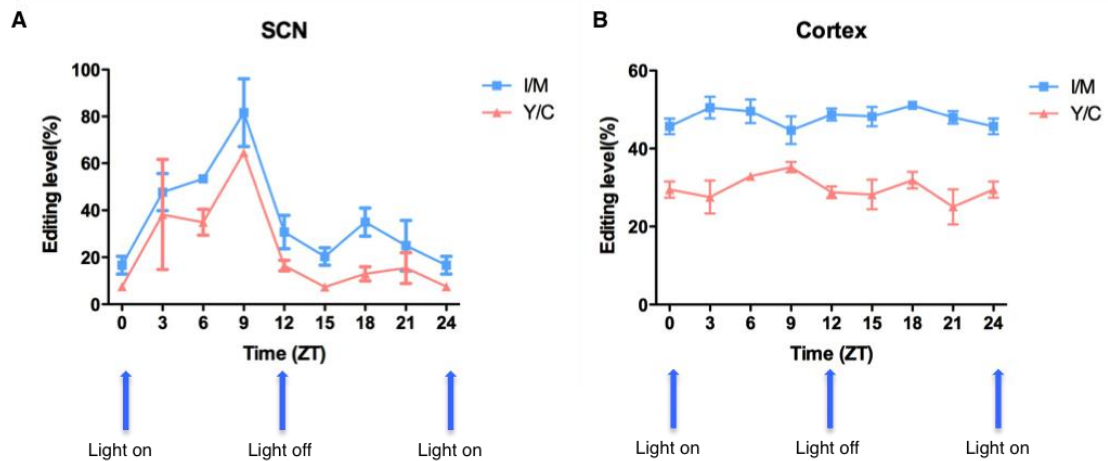 A
SCN
Editing level(%)
100
80
60
40
20
0
0 3 6 9 12 15 18 21 24
Time (ZT)
I/M
Y/C
Light on
Light off
Light on
B
Cortex
Editing level(%)
60
40
20
0
0 3 6 9 12 15 18 21 24
Time (ZT)
I/M
Y/C
Light on
Light off
Light on